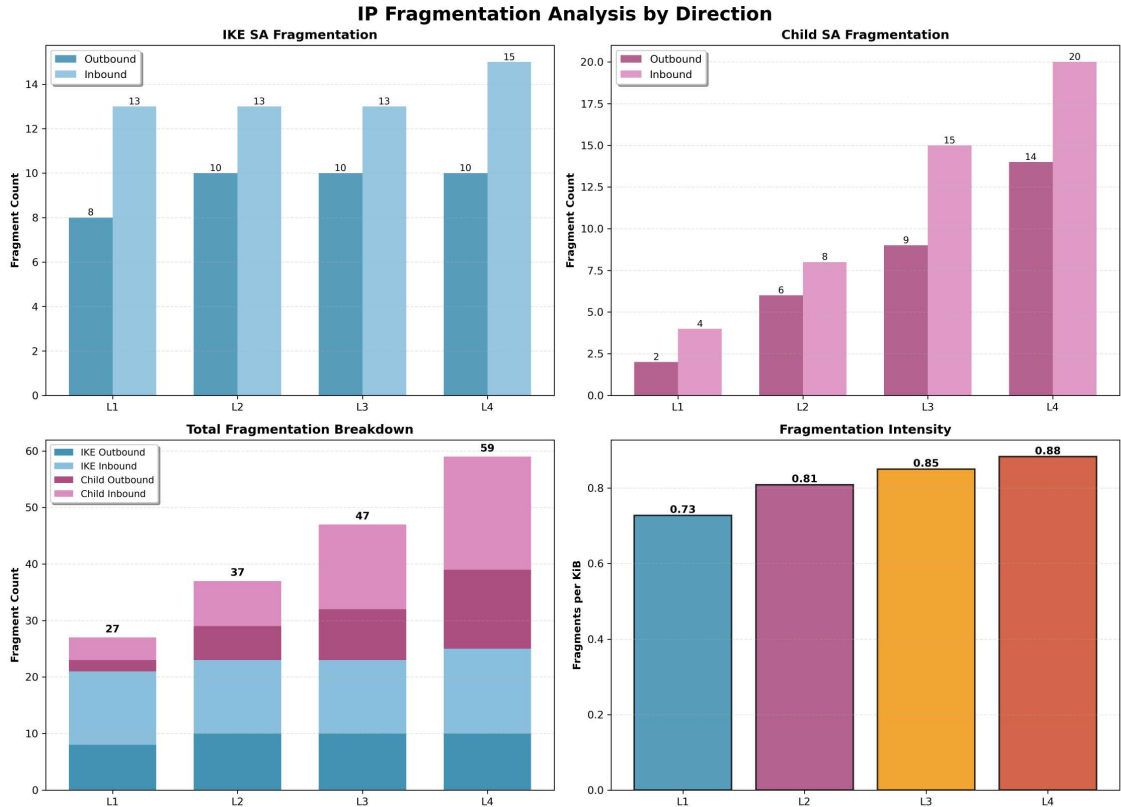 IP Fragmentation Analysis by Direction
IKE SA Fragmentation
Outbound
Inbound
Fragment Count
14
12
10
8
6
4
2
0
8
13
10
13
10
13
10
15
L1
L2
L3
L4
Child SA Fragmentation
Outbound
Inbound
Fragment Count
20.0
17.5
15.0
12.5
10.0
7.5
5.0
2.5
0.0
2
4
6
8
9
15
14
20
L1
L2
L3
L4
Total Fragmentation Breakdown
IKE Outbound
IKE Inbound
Child Outbound
Child Inbound
Fragment Count
60
50
40
30
20
10
0
27
37
47
59
L1
L2
L3
L4
Fragmentation Intensity
Fragments per KiB
0.8
0.6
0.4
0.2
0.0
0.73
0.81
0.85
0.88
L1
L2
L3
L4